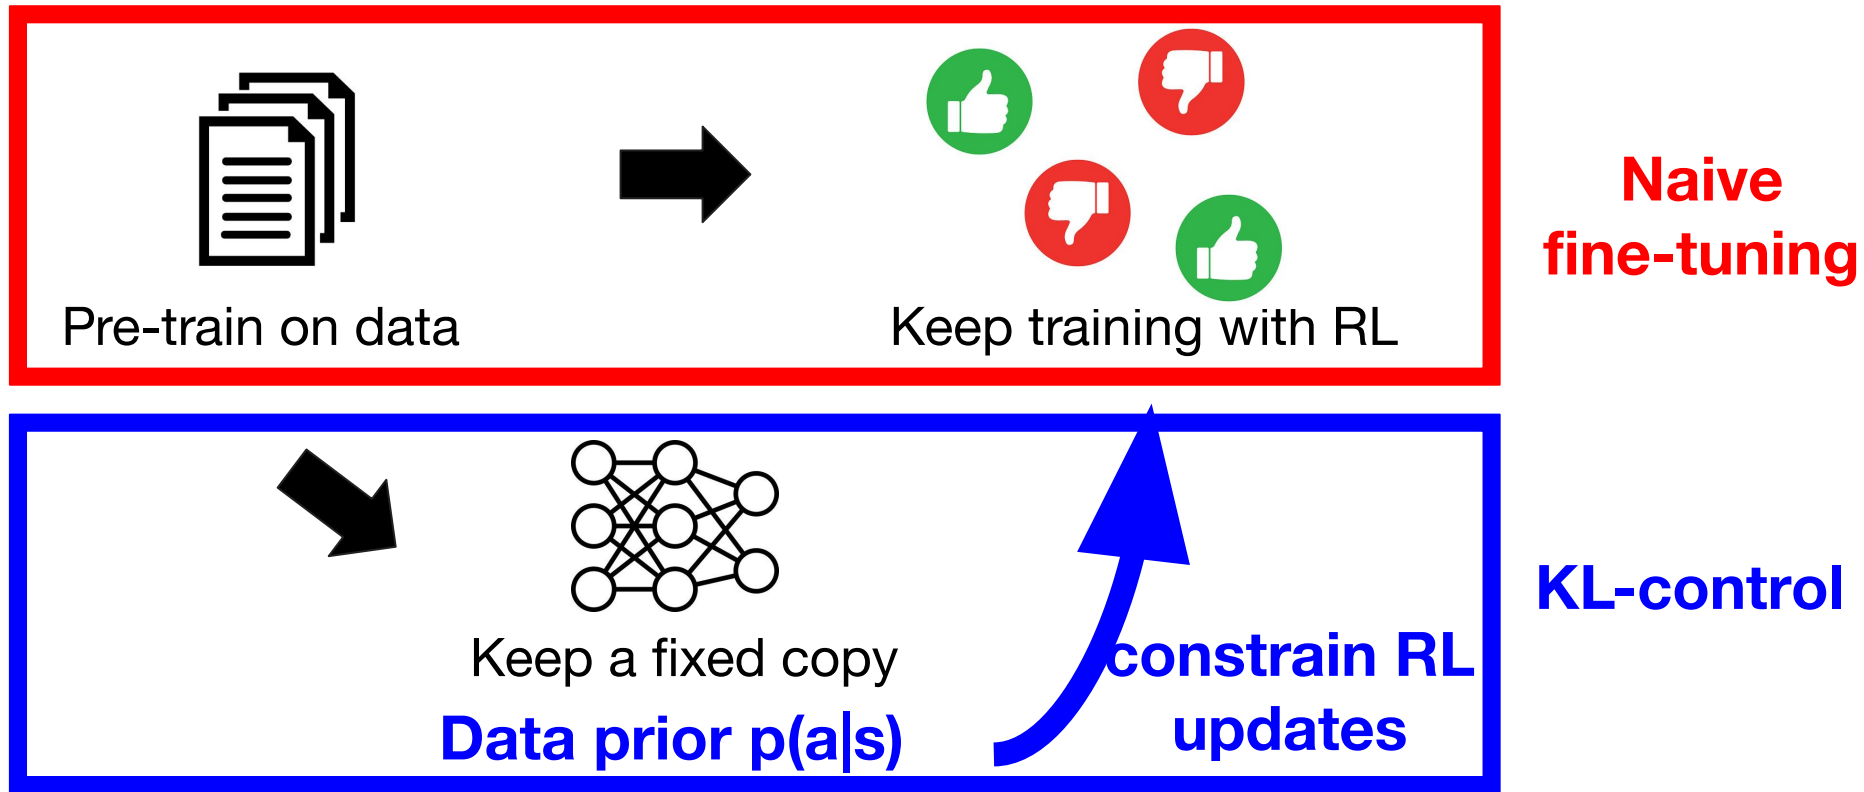 Pre-train on data
Keep training with RL
Naive
fine-tuning
Keep a fixed copy
Data prior p(a|s)
constrain RL
updates
KL-control